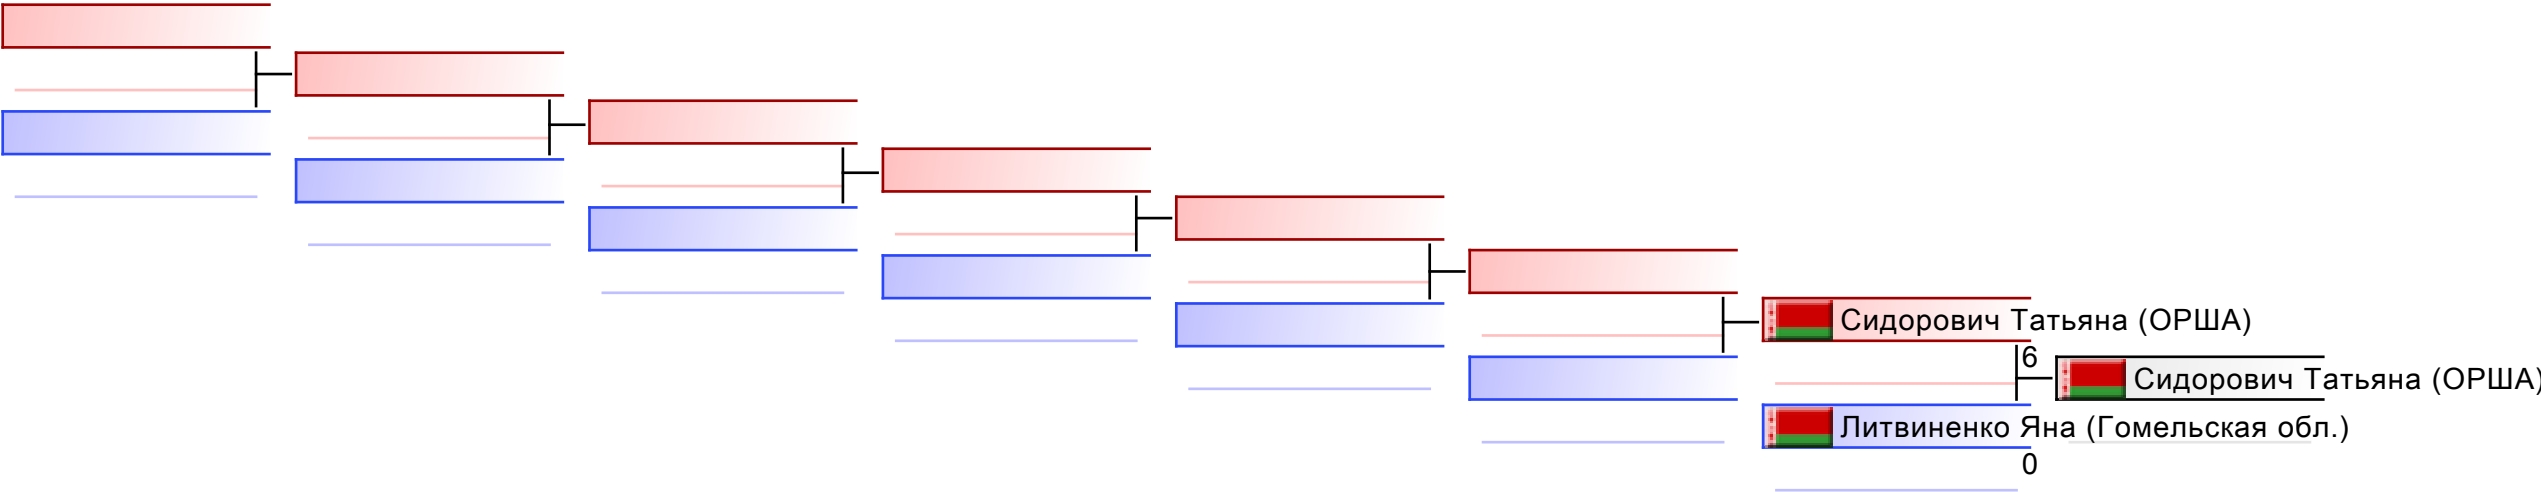 Сидорович Татьяна (ОРША)
6
Сидорович Татьяна (ОРША)
Литвиненко Яна (Гомельская обл.)
0